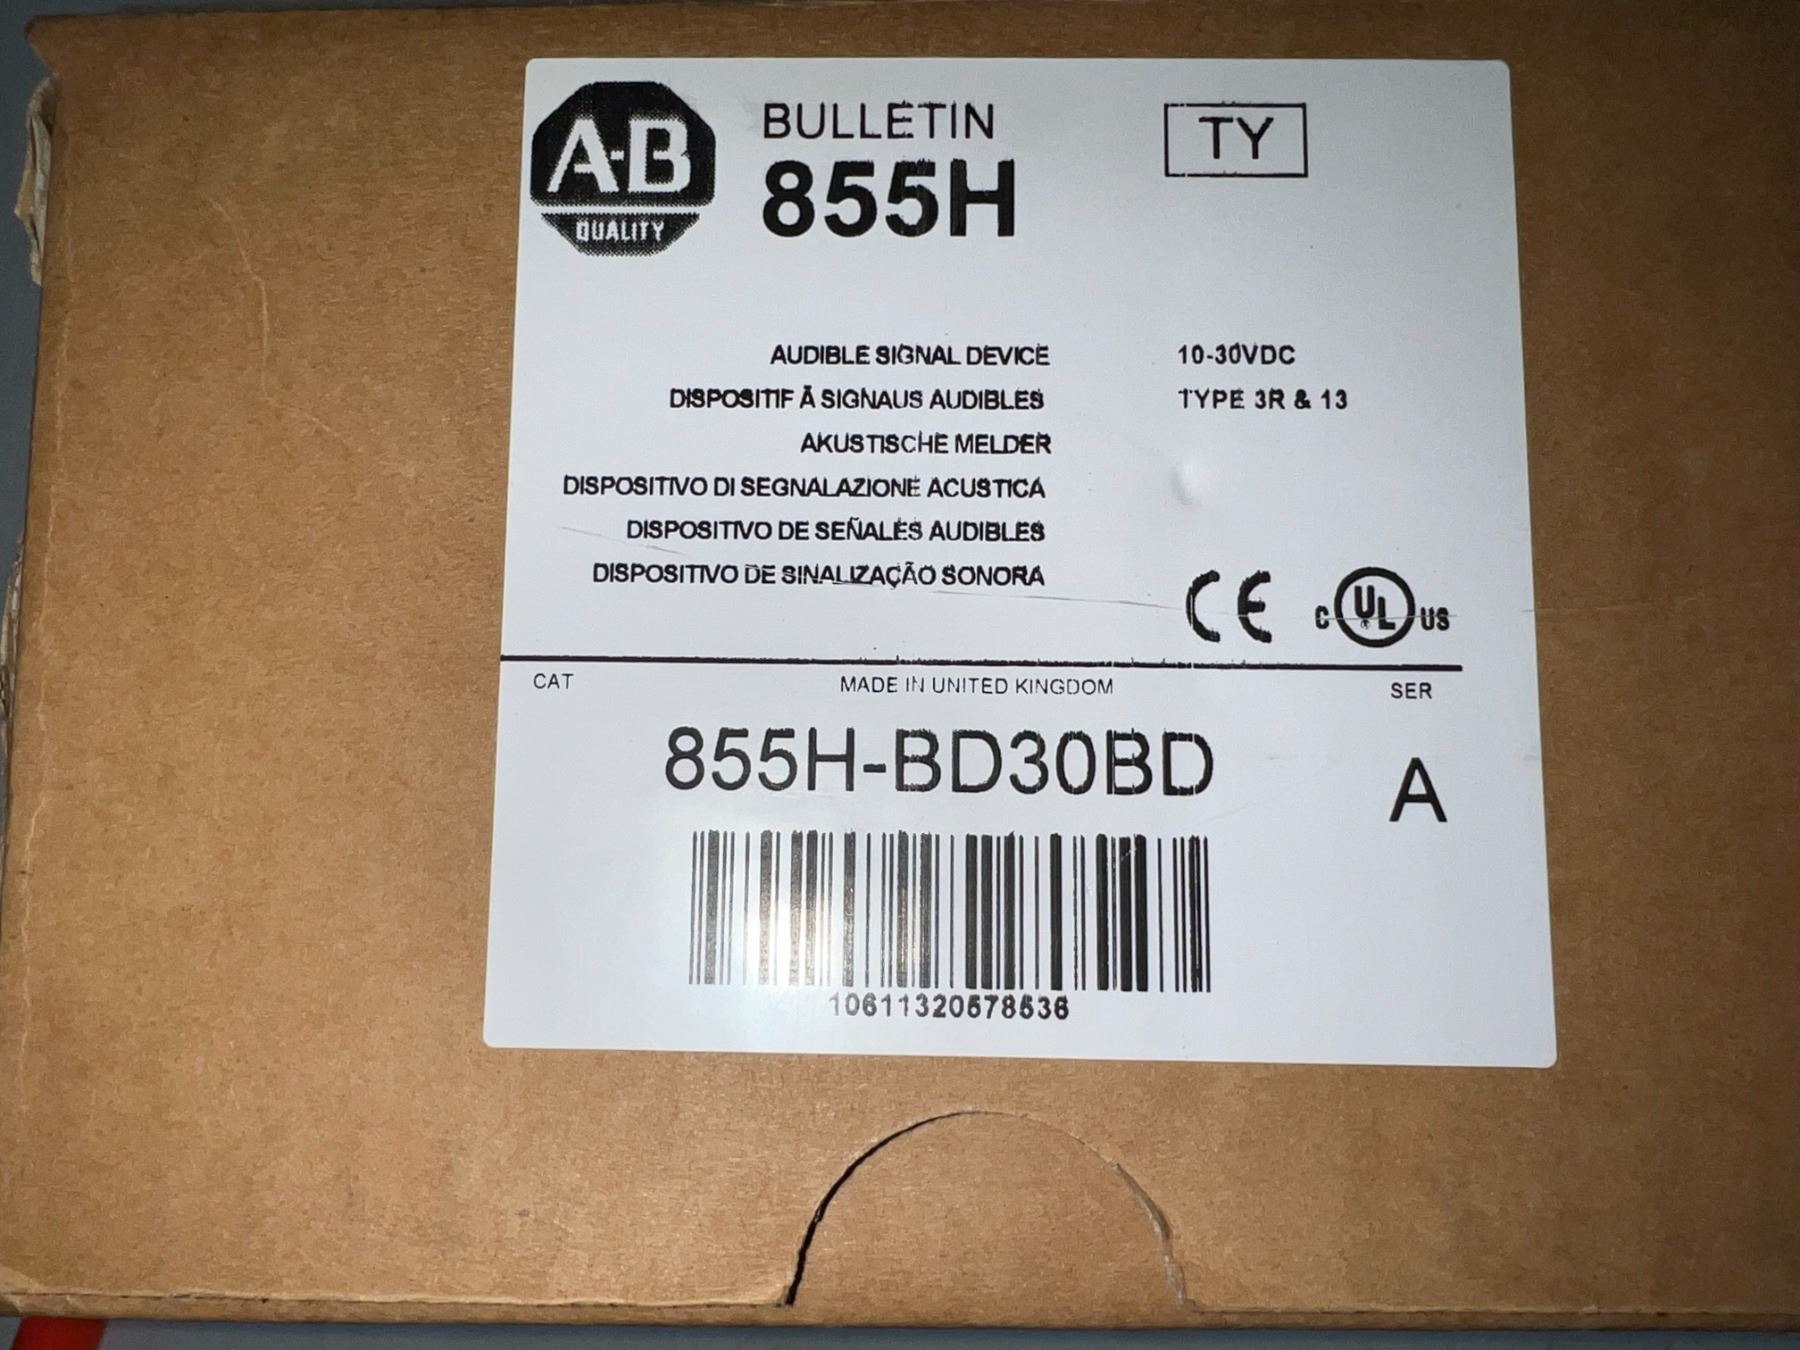 A-B
QUALITY
BULLETIN
855H
TY
AUDIBLE SIGNAL DEVICE
DISPOSITIF Ã SIGNAUS AUDIBLES
AKUSTISCHE MELDER
DISPOSITIVO DI SEGNALAZIONE ACUSTICA
DISPOSITIVO DE SEÑALES AUDIBLES
DISPOSITIVO DE SINALIZAÇÃO SONORA
10-30VDC
TYPE 3R & 13
CE
C UL US
CAT
MADE IN UNITED KINGDOM
SER
855H-BD30BD
A
10611320578536